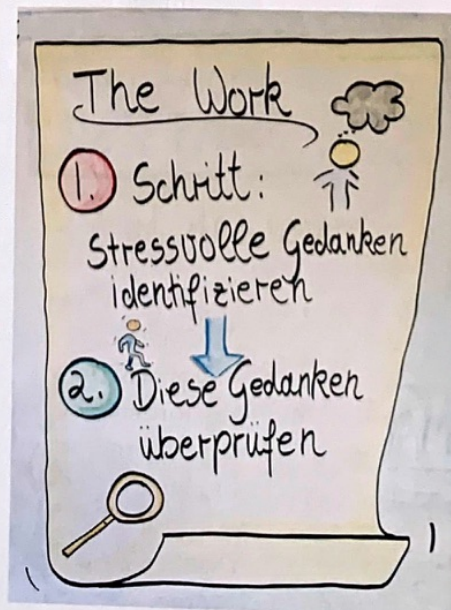 The Work
1. Schritt:
stressvolle Gedanken
identifizieren
2. Diese Gedanken
überprüfen